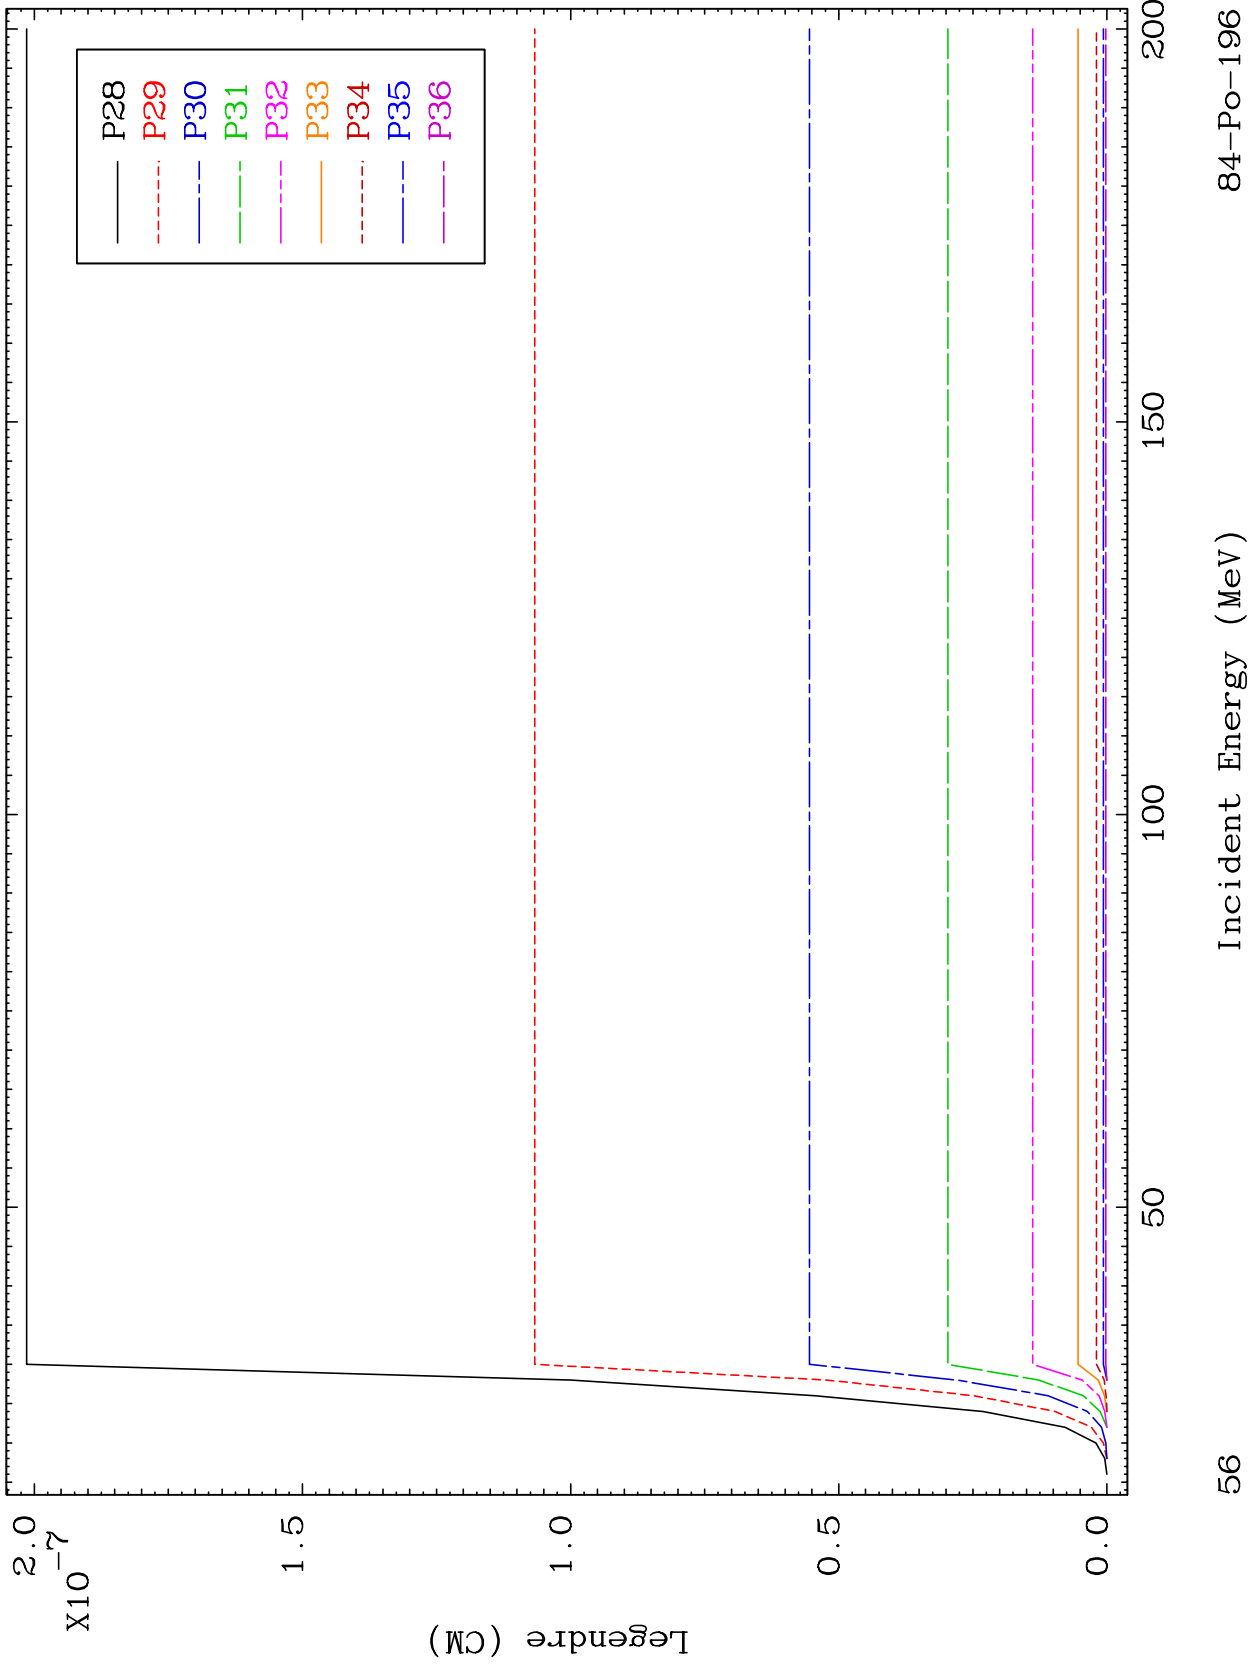 2.0
X10^-7
1.5
1.0
0.5
0.0
Legendre (CM)
P28
P29
P30
P31
P32
P33
P34
P35
P36
50
100
150
200
Incident Energy (MeV)
56
84-Po-196